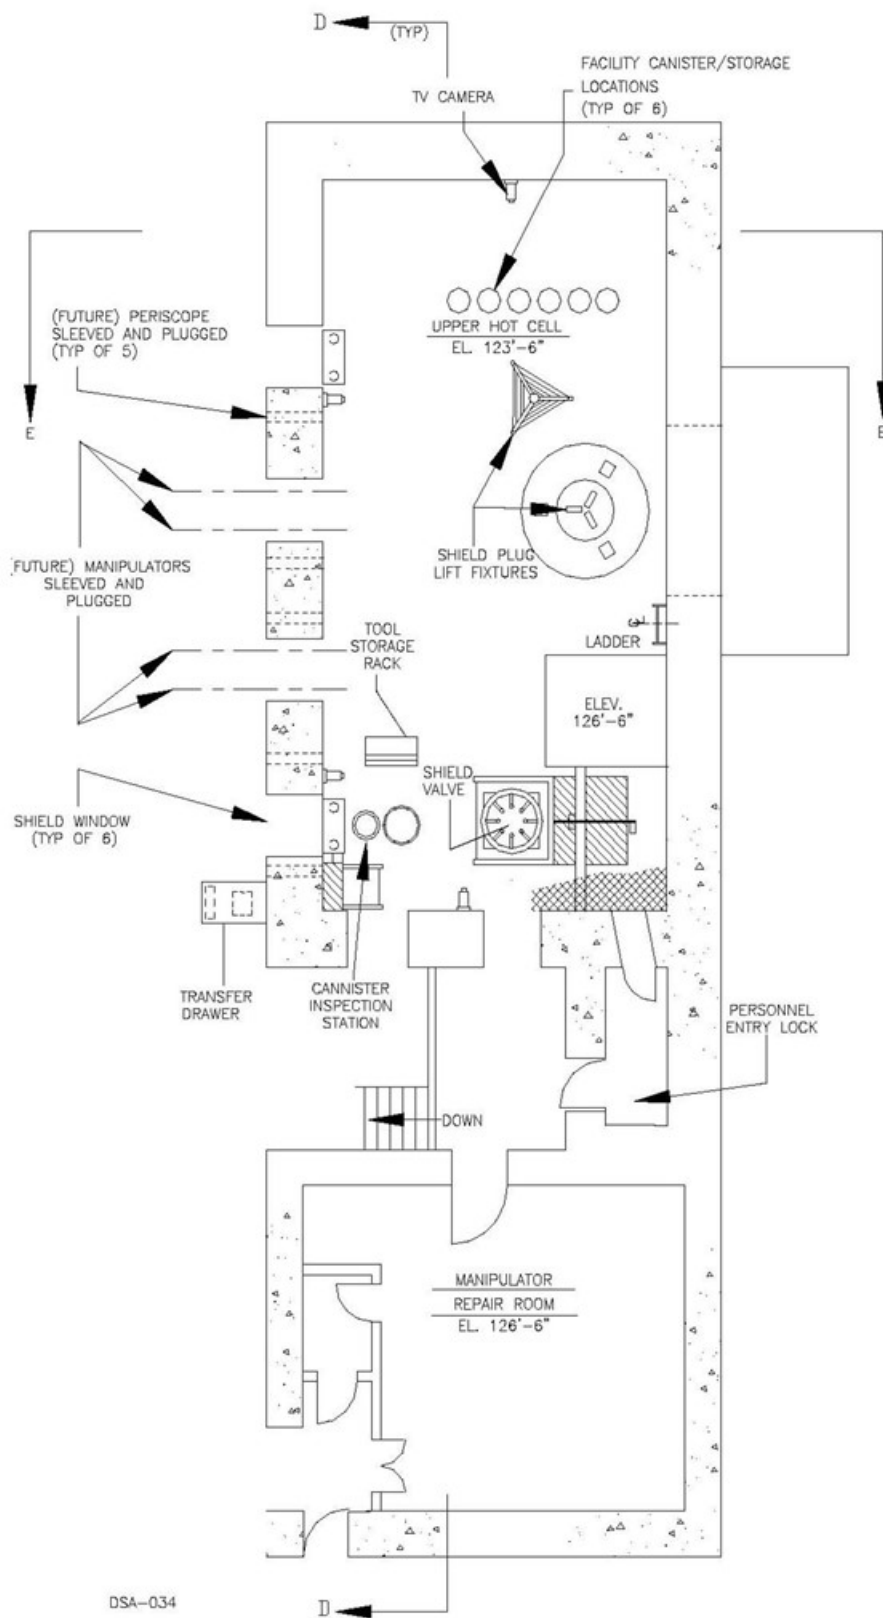 D
(TYP)
TV CAMERA
FACILITY CANISTER/STORAGE
LOCATIONS
(TYP OF 6)
(FUTURE) PERISCOPE
SLEEVED AND PLUGGED
(TYP OF 5)
UPPER HOT CELL
EL. 123'-6"
E
E
(FUTURE) MANIPULATORS
SLEEVED AND
PLUGGED
SHIELD PLUG
LIFT FIXTURES
TOOL
STORAGE
RACK
LADDER
ELEV.
126'-6"
SHIELD
VALVE
SHIELD WINDOW
(TYP OF 6)
TRANSFER
DRAWER
CANNISTER
INSPECTION
STATION
PERSONNEL
ENTRY LOCK
DOWN
MANIPULATOR
REPAIR ROOM
EL. 126'-6"
DSA-034
D